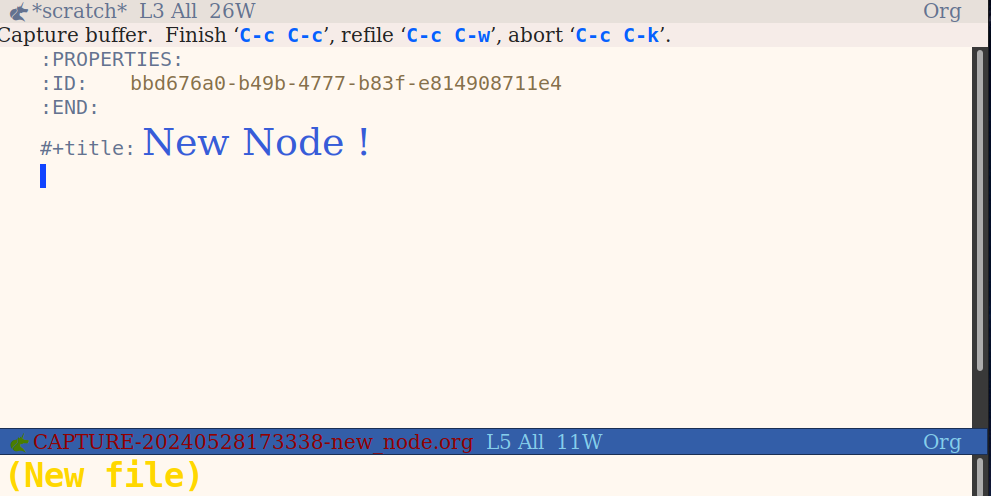 *scratch* L3 All 26W Org
Capture buffer. Finish ‘C-c C-c’, refile ‘C-c C-w’, abort ‘C-c C-k’.
:PROPERTIES:
:ID: bbd676a0-b49b-4777-b83f-e814908711e4
:END:
#+title: New Node !
CAPTURE-20240528173338-new_node.org L5 All 11W Org
(New file)